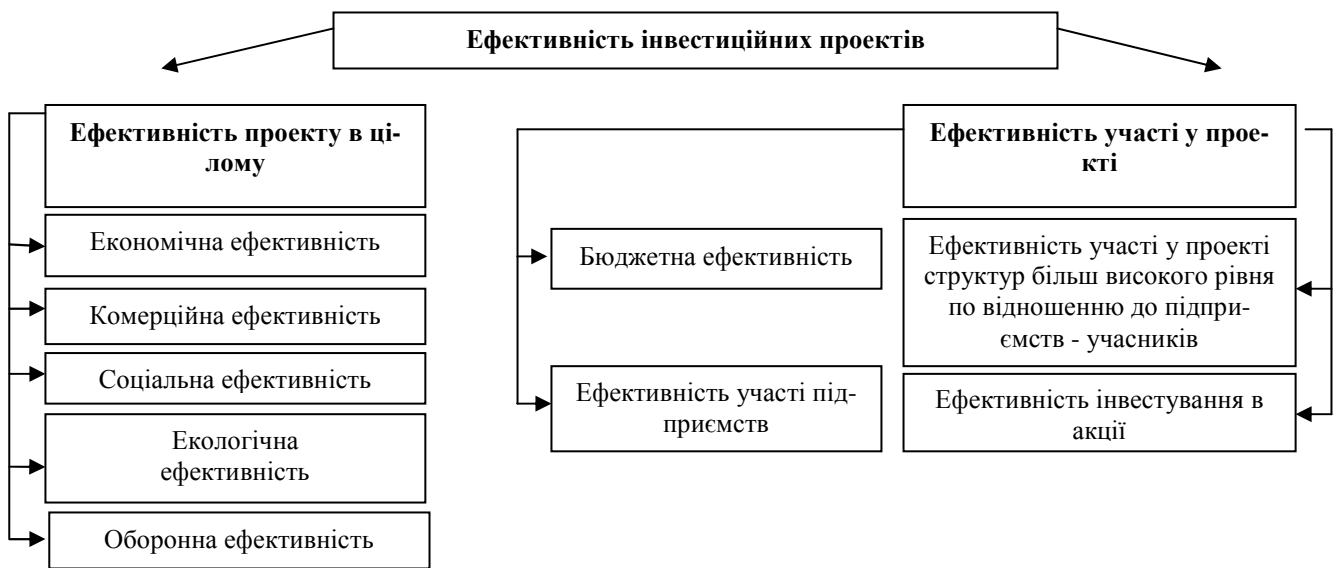 Ефективність інвестиційних проектів
Ефективність проекту в ці-
лому
Економічна ефективність
Комерційна ефективність
Соціальна ефективність
Екологічна
ефективність
Оборонна ефективність
Ефективність участі у прое-
кті
Бюджетна ефективність
Ефективність участі під-
приємств
Ефективність участі у проекті
структур більш високого рівня
по відношенню до підпри-
ємств - учасників
Ефективність інвестування в
акції